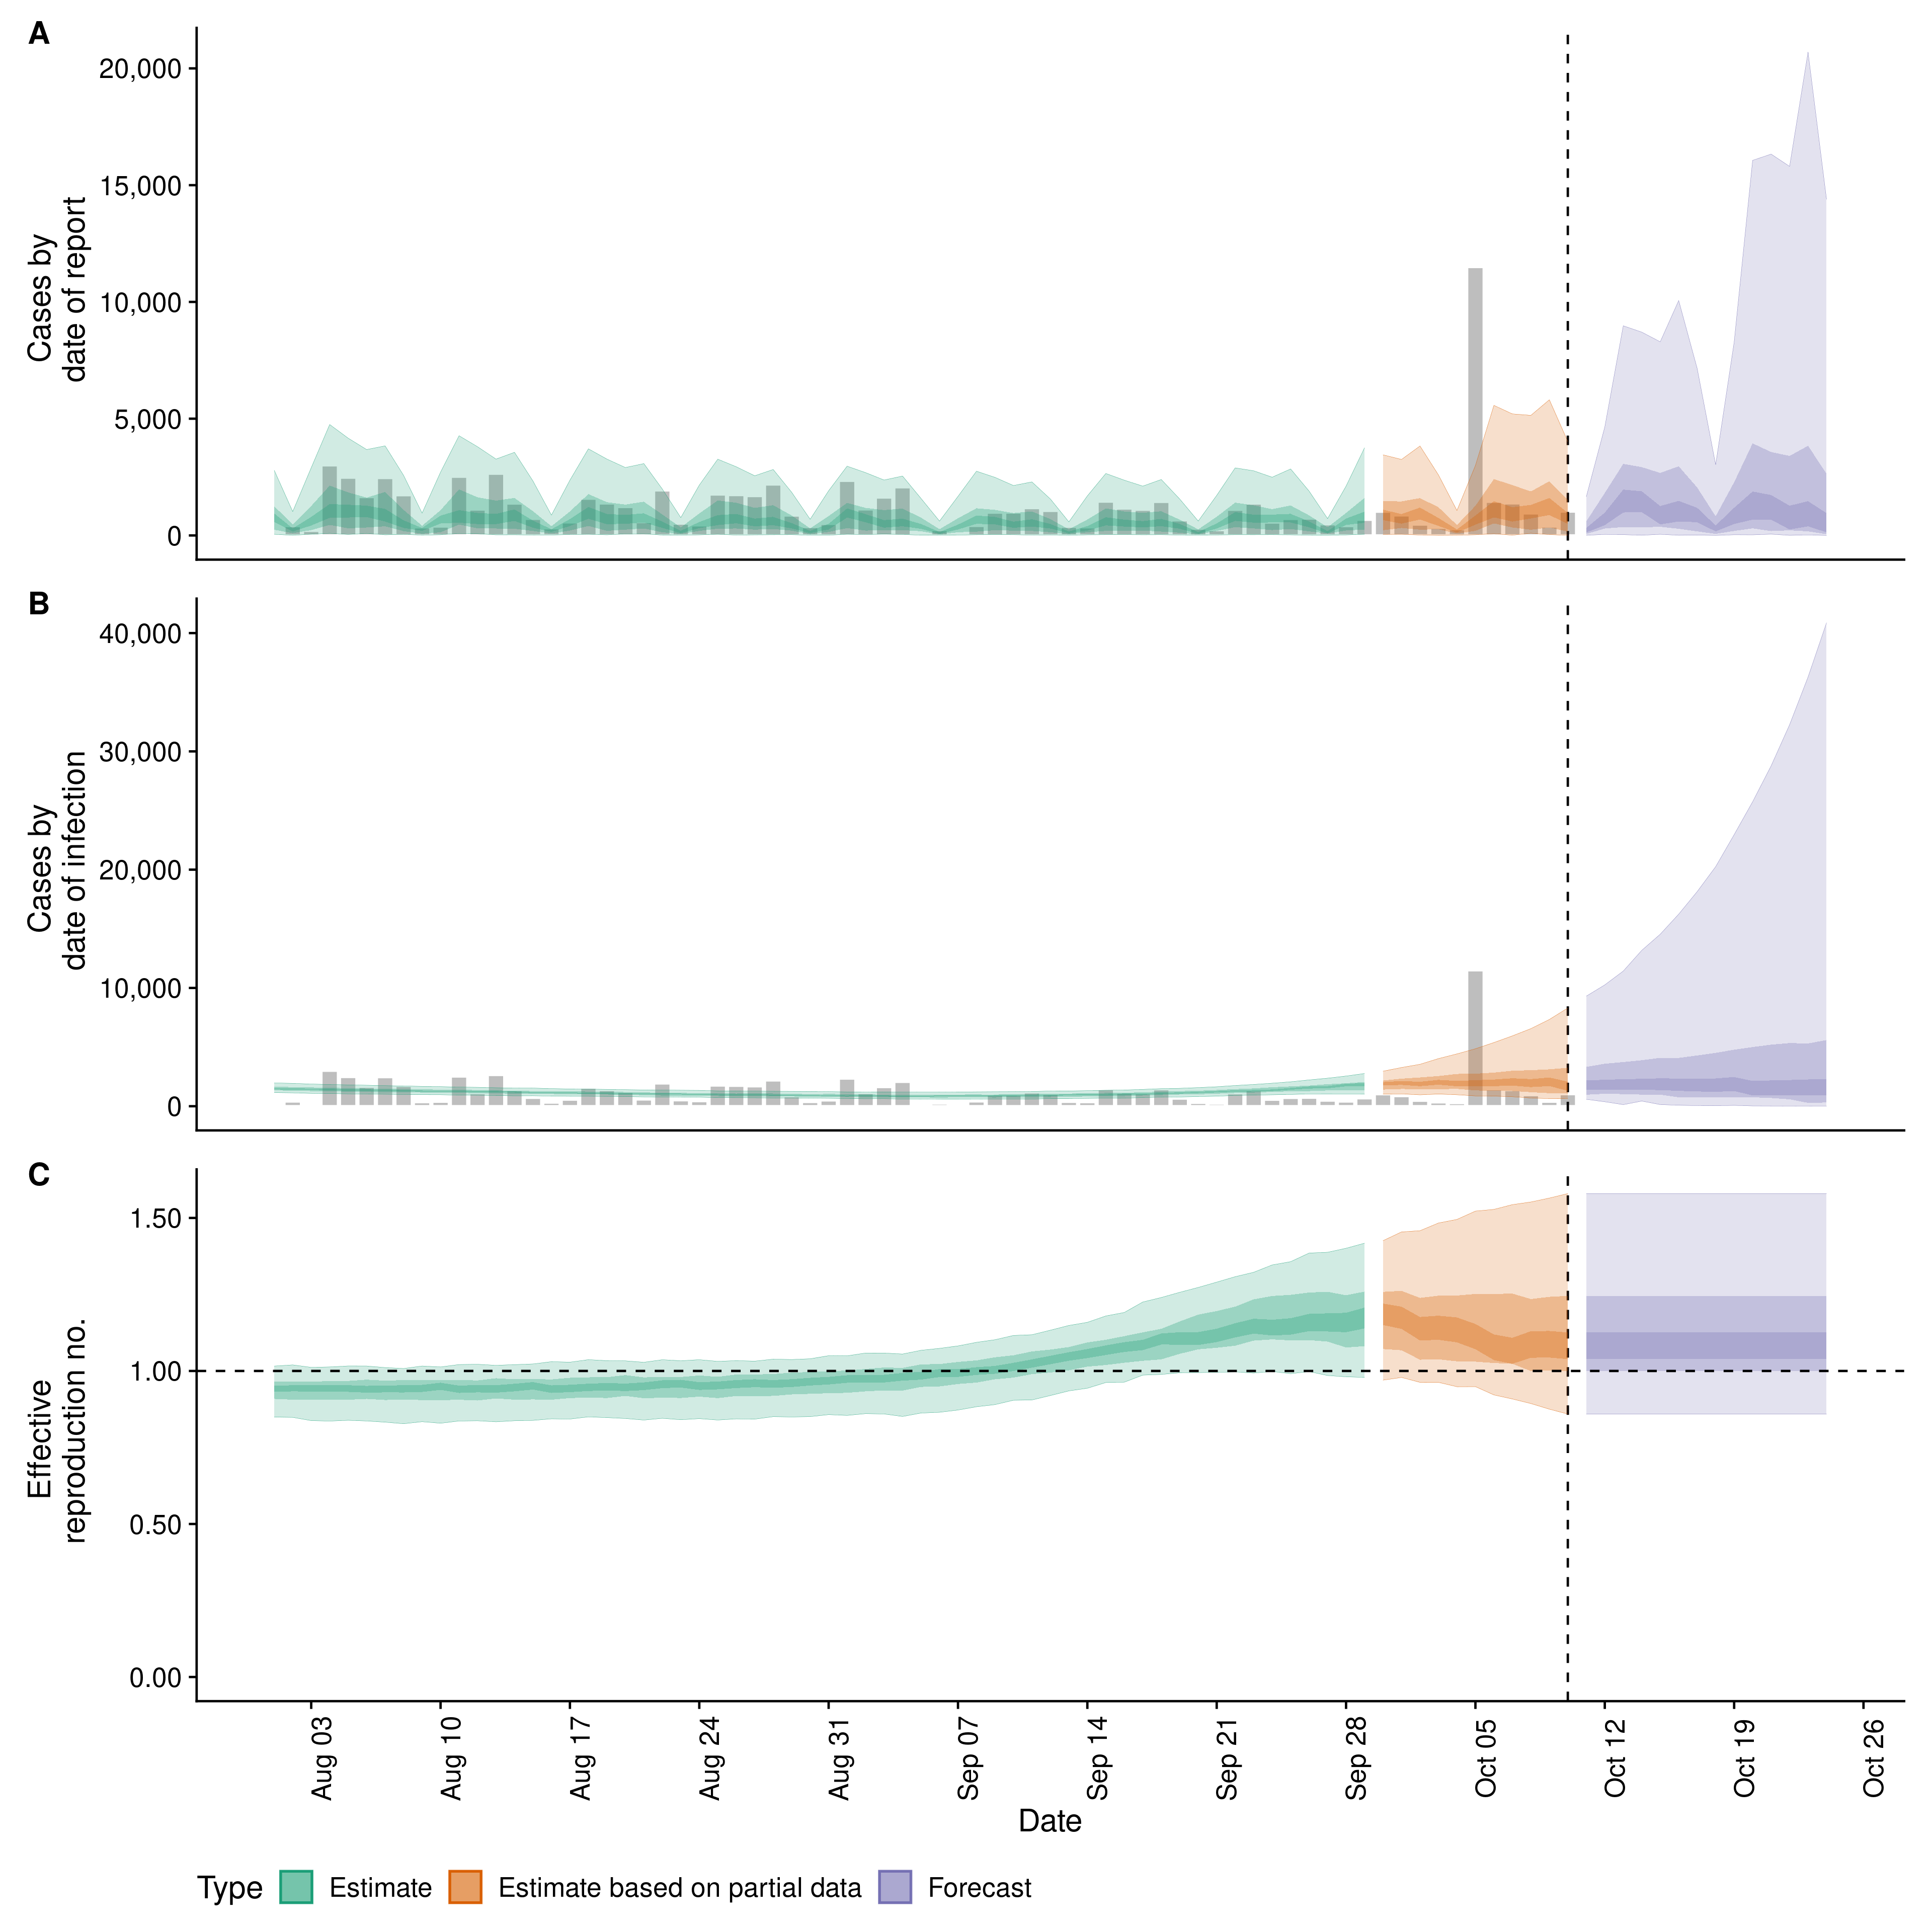 A
20,000
15,000
10,000
5,000
0
Cases by
date of report
B
40,000
30,000
20,000
10,000
0
Cases by
date of infection
C
1.50
1.00
0.50
0.00
Effective
reproduction no.
Aug 03
Aug 10
Aug 17
Aug 24
Aug 31
Sep 07
Sep 14
Sep 21
Sep 28
Oct 05
Oct 12
Oct 19
Oct 26
Date
Type Estimate Estimate based on partial data Forecast